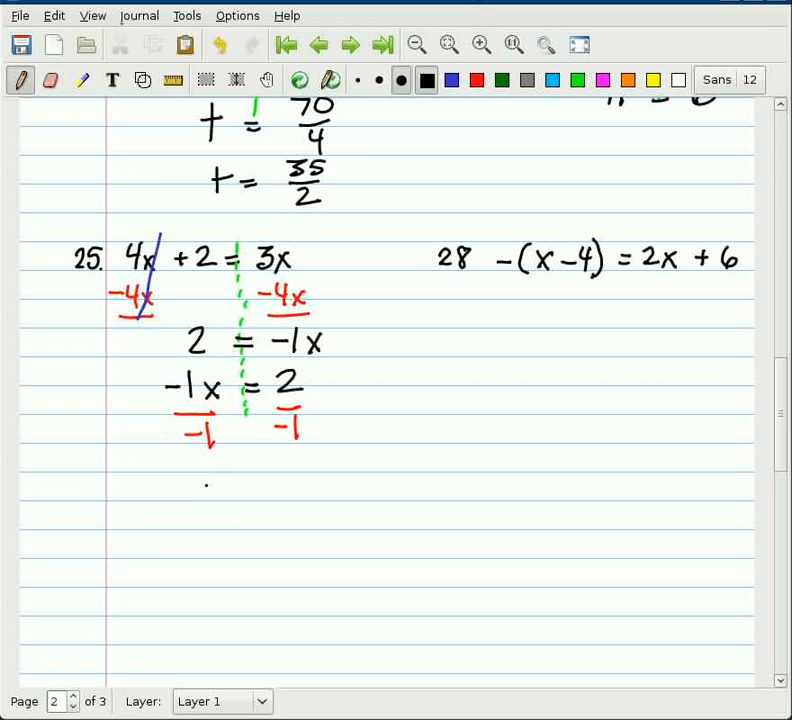 File Edit View Journal Tools Options Help
T Sans 12
t = 70/4
t = 35/2
25. 4x + 2 = 3x
-4x -4x
2 = -1x
-1x = 2
-1 -1
28 -(x-4) = 2x + 6
Page 2 of 3 Layer: Layer 1